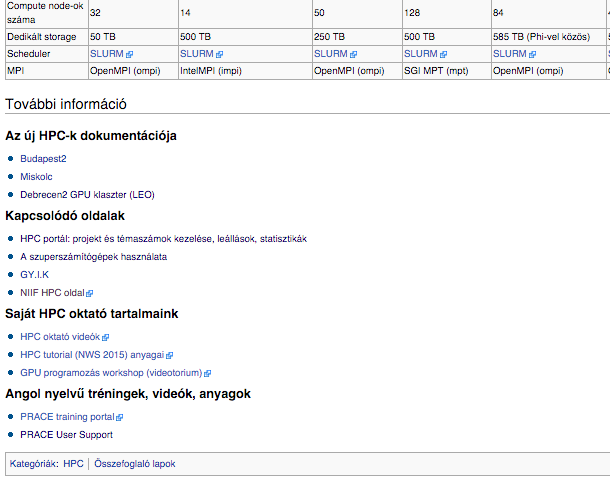 Compute node-ok száma 32 14 50 128 84
Dedikált storage 50 TB 500 TB 250 TB 500 TB 585 TB (Phi-vel közös)
Scheduler SLURM SLURM SLURM SLURM SLURM
MPI OpenMPI (ompi) IntelMPI (impi) OpenMPI (ompi) SGI MPT (mpt) OpenMPI (ompi)
További információ
Az új HPC-k dokumentációja
Budapest2
Miskolc
Debrecen2 GPU klaszter (LEO)
Kapcsolódó oldalak
HPC portál: projekt és témaszámok kezelése, leállások, statisztikák
A szuperszámítógépek használata
GY.I.K
NIIF HPC oldal
Saját HPC oktató tartalmaink
HPC oktató videók
HPC tutorial (NWS 2015) anyagai
GPU programozás workshop (videotorium)
Angol nyelvű tréningek, videók, anyagok
PRACE training portal
PRACE User Support
Kategóriák: HPC | Összefoglaló lapok